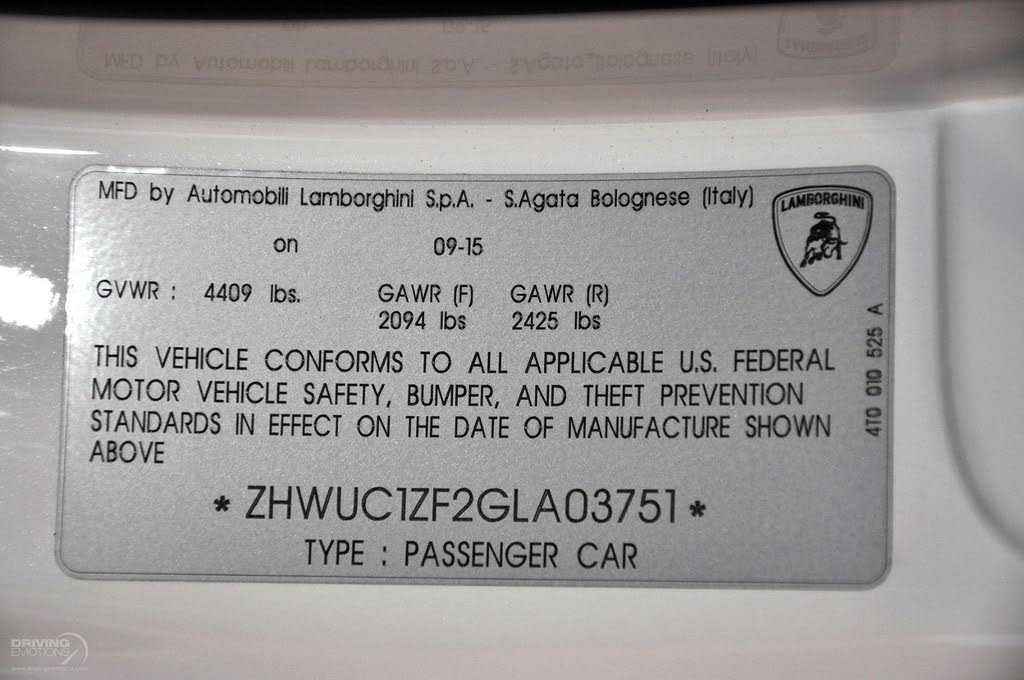 MFD by Automobili Lamborghini S.p.A. - S.Agata Bolognese (Italy)
LAMBORGHINI
on 09-15
GVWR : 4409 lbs. GAWR (F) GAWR (R)
2094 lbs 2425 lbs
4T0 010 525 A
THIS VEHICLE CONFORMS TO ALL APPLICABLE U.S. FEDERAL
MOTOR VEHICLE SAFETY, BUMPER, AND THEFT PREVENTION
STANDARDS IN EFFECT ON THE DATE OF MANUFACTURE SHOWN
ABOVE
* ZHWUC1ZF2GLA03751 *
TYPE : PASSENGER CAR
DRIVING
EMOTIONS